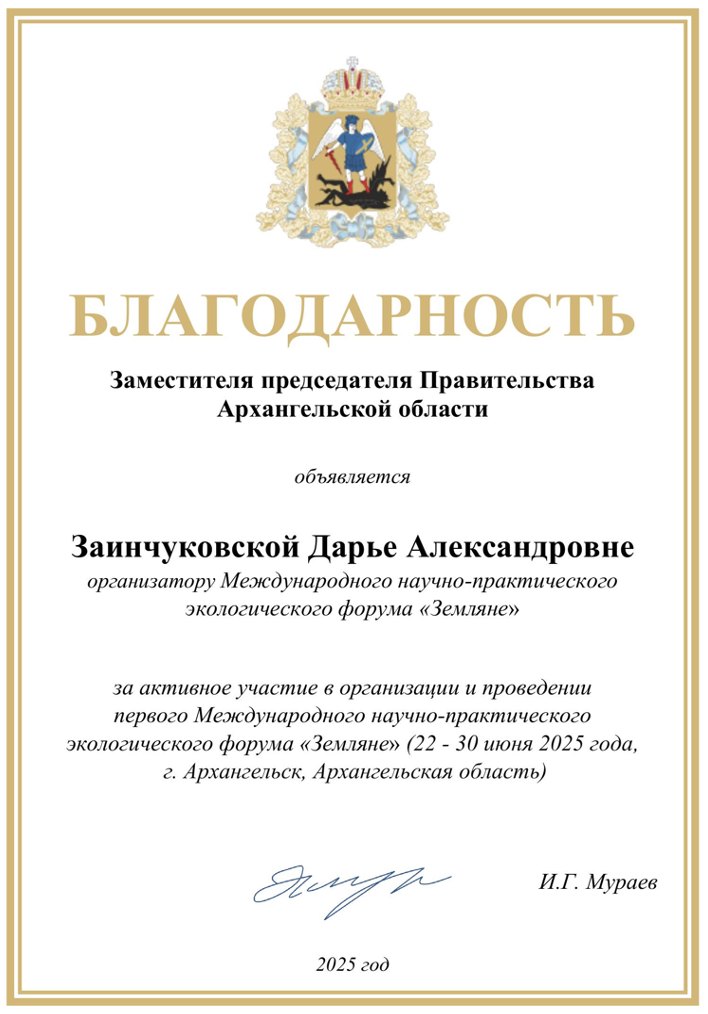 БЛАГОДАРНОСТЬ
Заместителя председателя Правительства
Архангельской области
объявляется
Заинчуковской Дарье Александровне
организатору Международного научно-практического
экологического форума «Земляне»
за активное участие в организации и проведении
первого Международного научно-практического
экологического форума «Земляне» (22 - 30 июня 2025 года,
г. Архангельск, Архангельская область)
И.Г. Мураев
2025 год